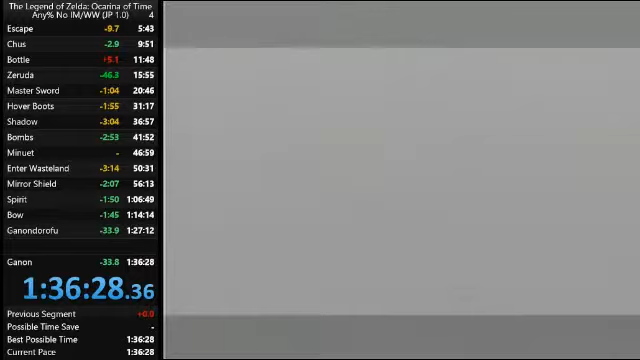 The Legend of Zelda: Ocarina of Time
Any% No IM/WW (JP 1.0) 4
Escape -9.7 5:43
Chus -2.9 9:51
Bottle +5.1 11:48
Zeruda -46.3 15:55
Master Sword -1:04 20:46
Hover Boots -1:55 31:17
Shadow -3:04 36:57
Bombs -2:53 41:52
Minuet - 46:59
Enter Wasteland -3:14 50:31
Mirror Shield -2:07 56:13
Spirit -1:50 1:06:49
Bow -1:45 1:14:14
Ganondorofu -33.9 1:27:12
Ganon -33.8 1:36:28
1:36:28.36
Previous Segment +0.0
Possible Time Save -
Best Possible Time 1:36:28
Current Pace 1:36:28